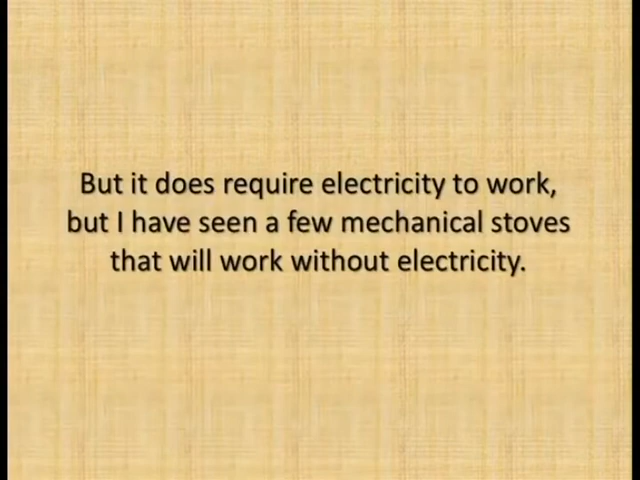 But it does require electricity to work,
but I have seen a few mechanical stoves
that will work without electricity.